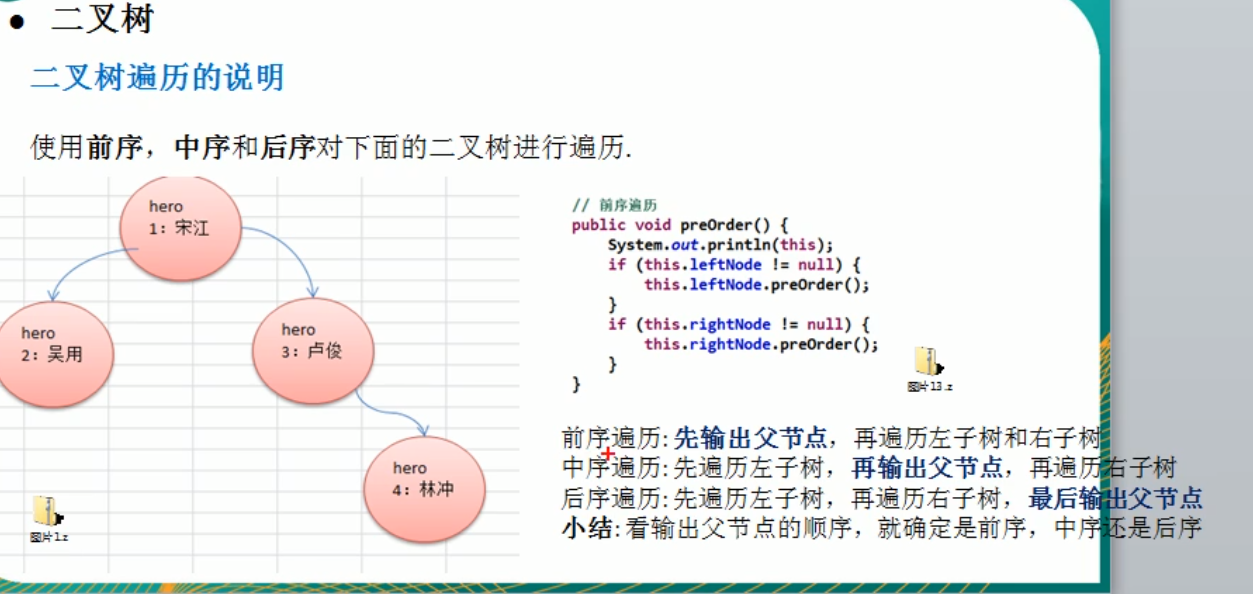 ● 二叉树
二叉树遍历的说明
使用前序，中序和后序对下面的二叉树进行遍历.
hero
1：宋江
hero
2：吴用
hero
3：卢俊
hero
4：林冲
图片1.z
// 前序遍历
public void preOrder() {
System.out.println(this);
if (this.leftNode != null) {
this.leftNode.preOrder();
}
if (this.rightNode != null) {
this.rightNode.preOrder();
}
}
图片13.z
前序遍历: 先输出父节点，再遍历左子树和右子树
中序遍历: 先遍历左子树，再输出父节点，再遍历右子树
后序遍历: 先遍历左子树，再遍历右子树，最后输出父节点
小结: 看输出父节点的顺序，就确定是前序，中序还是后序